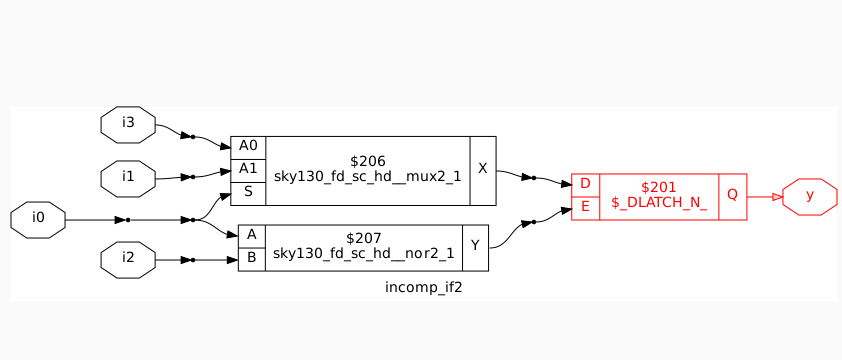 i3
A0
A1
S
$206
sky130_fd_sc_hd__mux2_1
X
i1
D
E
$201
$_DLATCH_N_
Q
y
i0
A
B
$207
sky130_fd_sc_hd__nor2_1
Y
i2
incomp_if2